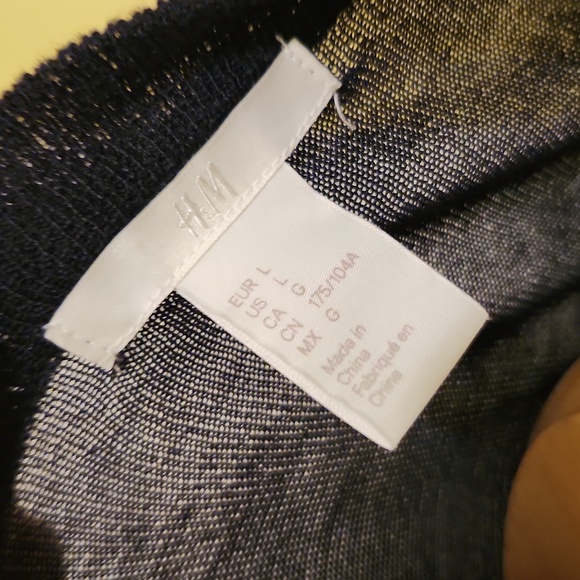 H&M
EUR L
US L
CA G
CN 175/104A
MX G
Made in
China
Fabriqué en
Chine